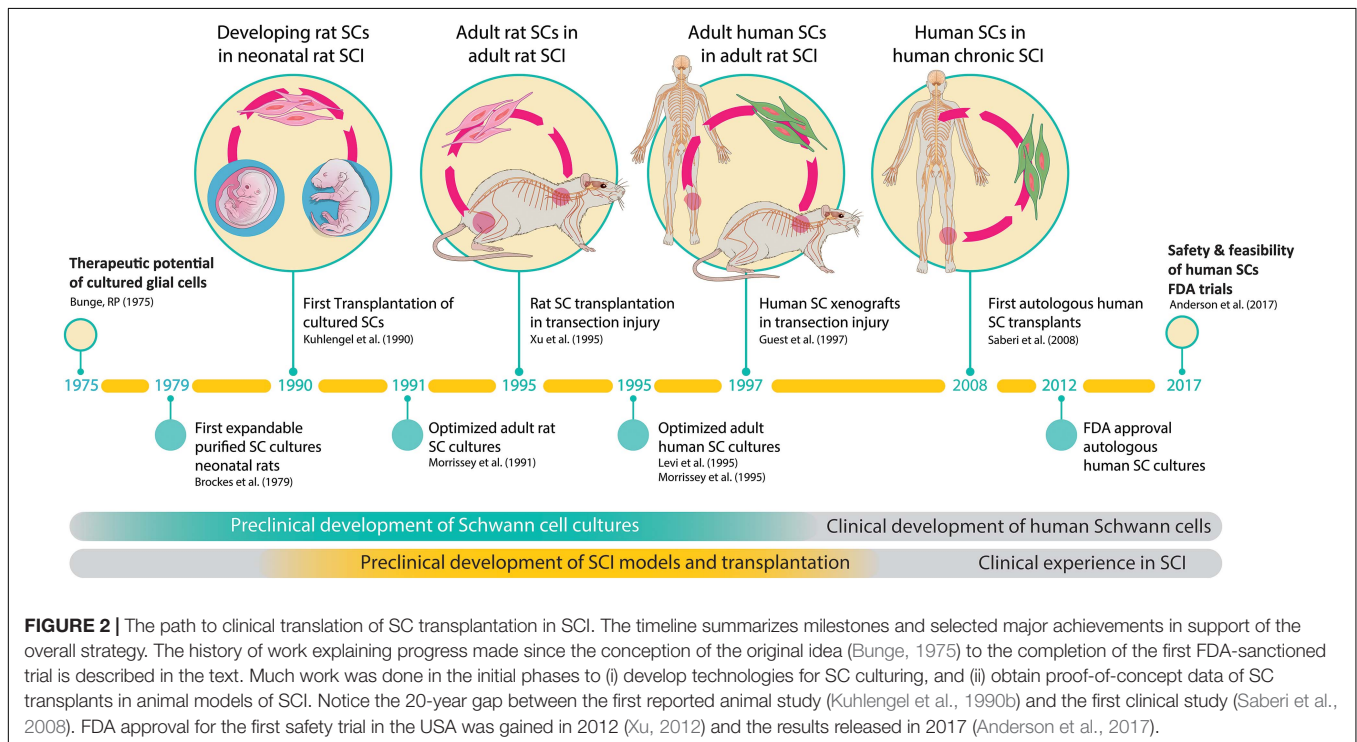 Developing rat SCs
in neonatal rat SCI
Adult rat SCs in
adult rat SCI
Adult human SCs
in adult rat SCI
Human SCs in
human chronic SCI
Therapeutic potential
of cultured glial cells
Bunge, RP (1975)
First Transplantation of
cultured SCs
Kuhlengel et al. (1990)
Rat SC transplantation
in transection injury
Xu et al. (1995)
Human SC xenografts
in transection injury
Guest et al. (1997)
First autologous human
SC transplants
Saberi et al. (2008)
Safety & feasibility
of human SCs
FDA trials
Anderson et al. (2017)
1975 1979 1990 1991 1995 1995 1997 2008 2012 2017
First expandable
purified SC cultures
neonatal rats
Brockes et al. (1979)
Optimized adult rat
SC cultures
Morrissey et al. (1991)
Optimized adult
human SC cultures
Levi et al. (1995)
Morrissey et al. (1995)
FDA approval
autologous
human SC cultures
Preclinical development of Schwann cell cultures
Clinical development of human Schwann cells
Preclinical development of SCI models and transplantation
Clinical experience in SCI
FIGURE 2 | The path to clinical translation of SC transplantation in SCI. The timeline summarizes milestones and selected major achievements in support of the
overall strategy. The history of work explaining progress made since the conception of the original idea (Bunge, 1975) to the completion of the first FDA-sanctioned
trial is described in the text. Much work was done in the initial phases to (i) develop technologies for SC culturing, and (ii) obtain proof-of-concept data of SC
transplants in animal models of SCI. Notice the 20-year gap between the first reported animal study (Kuhlengel et al., 1990b) and the first clinical study (Saberi et al.,
2008). FDA approval for the first safety trial in the USA was gained in 2012 (Xu, 2012) and the results released in 2017 (Anderson et al., 2017).